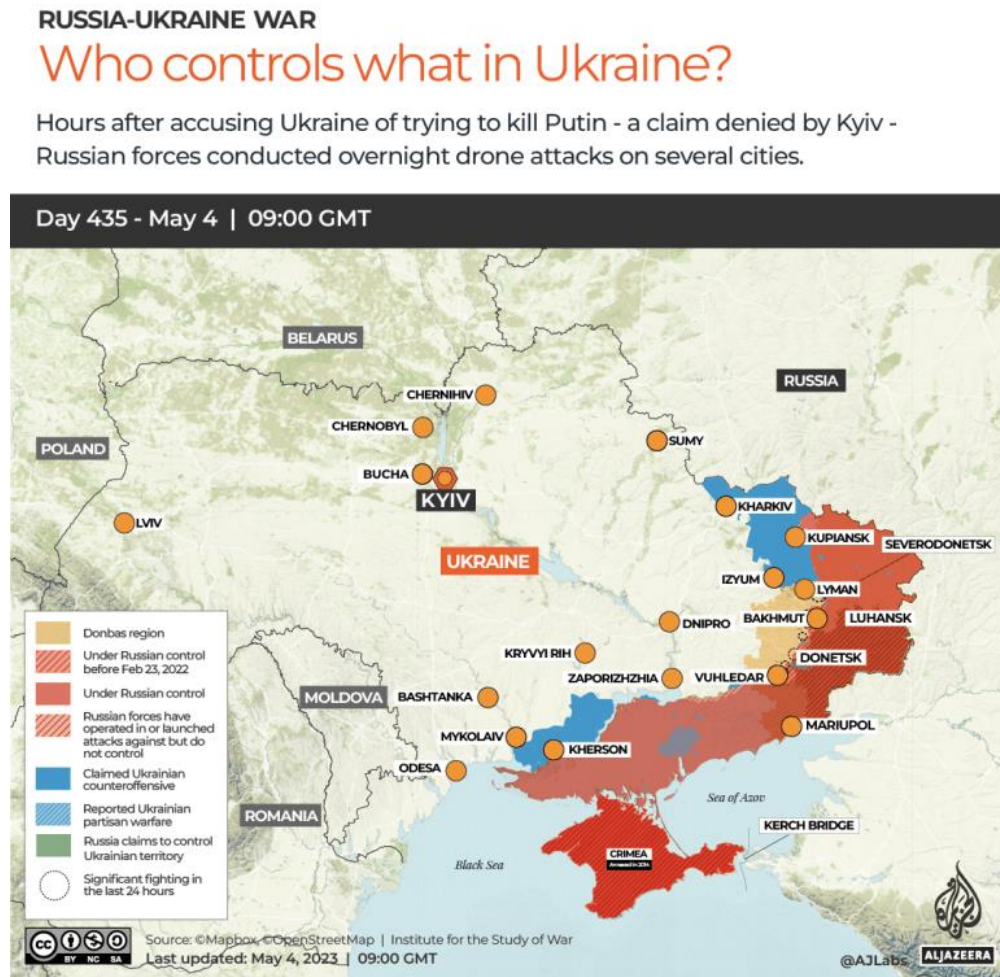 RUSSIA-UKRAINE WAR
Who controls what in Ukraine?
Hours after accusing Ukraine of trying to kill Putin - a claim denied by Kyiv -
Russian forces conducted overnight drone attacks on several cities.
Day 435 - May 4 | 09:00 GMT
BELARUS
RUSSIA
CHERNIHIV
CHERNOBYL
SUMY
POLAND
BUCHA
KYIV
KHARKIV
LVIV
KUPIANSK
SEVERODONETSK
UKRAINE
IZYUM
LYMAN
BAKHMUT
LUHANSK
DNIPRO
KRYVYI RIH
DONETSK
ZAPORIZHZHIA
VUHLEDAR
MOLDOVA
BASHTANKA
MARIUPOL
MYKOLAIV
KHERSON
ODESA
Sea of Azov
ROMANIA
KERCH BRIDGE
CRIMEA
Annexed in 2014
Black Sea
Donbas region
Under Russian control
before Feb 23, 2022
Under Russian control
Russian forces have
operated in or launched
attacks against but do
not control
Claimed Ukrainian
counteroffensive
Reported Ukrainian
partisan warfare
Russia claims to control
Ukrainian territory
Significant fighting in
the last 24 hours
cc BY NC SA
Source: ©Mapbox, ©OpenStreetMap | Institute for the Study of War
Last updated: May 4, 2023 | 09:00 GMT
@AJLabs
ALJAZEERA